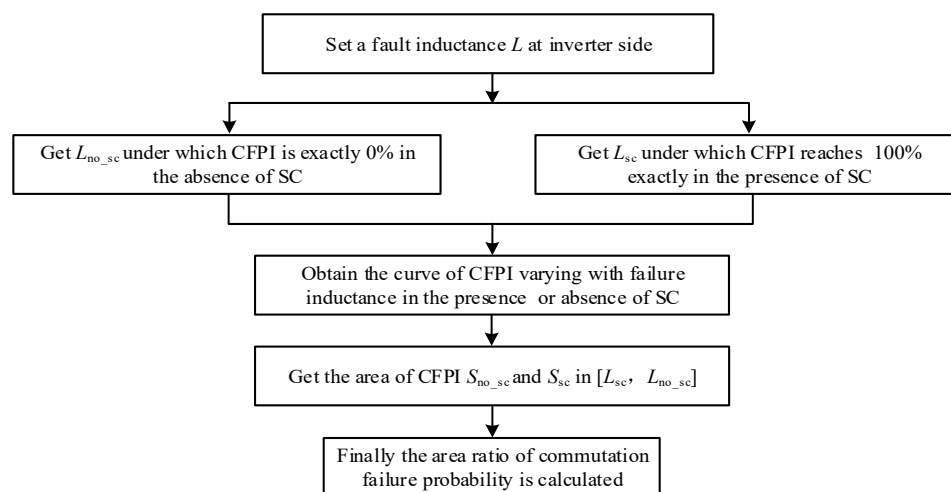 Set a fault inductance L at inverter side
Get Lno_sc under which CFPI is exactly 0% in
the absence of SC
Get Lsc under which CFPI reaches 100%
exactly in the presence of SC
Obtain the curve of CFPI varying with failure
inductance in the presence or absence of SC
Get the area of CFPI Sno_sc and Ssc in [Lsc， Lno_sc]
Finally the area ratio of commutation
failure probability is calculated